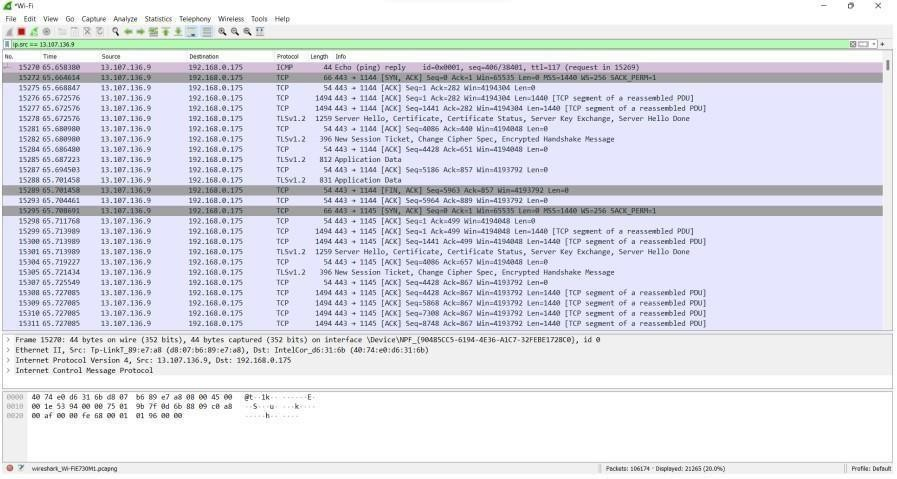 *Wi-Fi
File Edit View Go Capture Analyze Statistics Telephony Wireless Tools Help
ip.src == 13.107.136.9
No. Time Source Destination Protocol Length Info
15270 65.658380 13.107.136.9 192.168.0.175 ICMP 44 Echo (ping) reply id=0x0001, seq=406/38401, ttl=117 (request in 15269)
15272 65.664614 13.107.136.9 192.168.0.175 TCP 66 443 → 1144 [SYN, ACK] Seq=0 Ack=1 Win=65535 Len=0 MSS=1440 WS=256 SACK_PERM=1
15275 65.668847 13.107.136.9 192.168.0.175 TCP 54 443 → 1144 [ACK] Seq=1 Ack=282 Win=4194304 Len=0
15276 65.672576 13.107.136.9 192.168.0.175 TCP 1494 443 → 1144 [ACK] Seq=1 Ack=282 Win=4194304 Len=1440 [TCP segment of a reassembled PDU]
15277 65.672576 13.107.136.9 192.168.0.175 TCP 1494 443 → 1144 [ACK] Seq=1441 Ack=282 Win=4194304 Len=1440 [TCP segment of a reassembled PDU]
15278 65.672576 13.107.136.9 192.168.0.175 TLSv1.2 1259 Server Hello, Certificate, Certificate Status, Server Key Exchange, Server Hello Done
15281 65.680980 13.107.136.9 192.168.0.175 TCP 54 443 → 1144 [ACK] Seq=4086 Ack=440 Win=4194048 Len=0
15282 65.680980 13.107.136.9 192.168.0.175 TLSv1.2 396 New Session Ticket, Change Cipher Spec, Encrypted Handshake Message
15284 65.686480 13.107.136.9 192.168.0.175 TCP 54 443 → 1144 [ACK] Seq=4428 Ack=651 Win=4194048 Len=0
15285 65.687223 13.107.136.9 192.168.0.175 TLSv1.2 812 Application Data
15287 65.694503 13.107.136.9 192.168.0.175 TCP 54 443 → 1144 [ACK] Seq=5186 Ack=857 Win=4193792 Len=0
15288 65.701458 13.107.136.9 192.168.0.175 TLSv1.2 831 Application Data
15289 65.701458 13.107.136.9 192.168.0.175 TCP 54 443 → 1144 [FIN, ACK] Seq=5963 Ack=857 Win=4193792 Len=0
15293 65.704461 13.107.136.9 192.168.0.175 TCP 54 443 → 1144 [ACK] Seq=5964 Ack=889 Win=4193792 Len=0
15295 65.708691 13.107.136.9 192.168.0.175 TCP 66 443 → 1145 [SYN, ACK] Seq=0 Ack=1 Win=65535 Len=0 MSS=1440 WS=256 SACK_PERM=1
15298 65.711768 13.107.136.9 192.168.0.175 TCP 54 443 → 1145 [ACK] Seq=1 Ack=499 Win=4194048 Len=0
15299 65.713989 13.107.136.9 192.168.0.175 TCP 1494 443 → 1145 [ACK] Seq=1 Ack=499 Win=4194048 Len=1440 [TCP segment of a reassembled PDU]
15300 65.713989 13.107.136.9 192.168.0.175 TCP 1494 443 → 1145 [ACK] Seq=1441 Ack=499 Win=4194048 Len=1440 [TCP segment of a reassembled PDU]
15301 65.713989 13.107.136.9 192.168.0.175 TLSv1.2 1259 Server Hello, Certificate, Certificate Status, Server Key Exchange, Server Hello Done
15304 65.719227 13.107.136.9 192.168.0.175 TCP 54 443 → 1145 [ACK] Seq=4086 Ack=657 Win=4194048 Len=0
15305 65.721434 13.107.136.9 192.168.0.175 TLSv1.2 396 New Session Ticket, Change Cipher Spec, Encrypted Handshake Message
15307 65.725549 13.107.136.9 192.168.0.175 TCP 54 443 → 1145 [ACK] Seq=4428 Ack=867 Win=4193792 Len=0
15308 65.727085 13.107.136.9 192.168.0.175 TCP 1494 443 → 1145 [ACK] Seq=4428 Ack=867 Win=4193792 Len=1440 [TCP segment of a reassembled PDU]
15309 65.727085 13.107.136.9 192.168.0.175 TCP 1494 443 → 1145 [ACK] Seq=5868 Ack=867 Win=4193792 Len=1440 [TCP segment of a reassembled PDU]
15310 65.727085 13.107.136.9 192.168.0.175 TCP 1494 443 → 1145 [ACK] Seq=7308 Ack=867 Win=4193792 Len=1440 [TCP segment of a reassembled PDU]
15311 65.727085 13.107.136.9 192.168.0.175 TCP 1494 443 → 1145 [ACK] Seq=8748 Ack=867 Win=4193792 Len=1440 [TCP segment of a reassembled PDU]
> Frame 15270: 44 bytes on wire (352 bits), 44 bytes captured (352 bits) on interface \Device\NPF_{90485CC5-6194-4E36-A1C7-32FEBE1728C0}, id 0
> Ethernet II, Src: Tp-LinkT_89:e7:a8 (d8:07:b6:89:e7:a8), Dst: IntelCor_d6:31:6b (40:74:e0:d6:31:6b)
> Internet Protocol Version 4, Src: 13.107.136.9, Dst: 192.168.0.175
> Internet Control Message Protocol
0000 40 74 e0 d6 31 6b d8 07 b6 89 e7 a8 08 00 45 00 @t··1k·· ······E·
0010 00 1e 53 94 00 00 75 01 9b 7f 0d 6b 88 09 c0 a8 ··S···u· ···k····
0020 00 af 00 00 fe 68 00 01 01 96 00 00 ·····h·· ····
wireshark_Wi-FiE730M1.pcapng Packets: 106174 · Displayed: 21265 (20.0%) Profile: Default